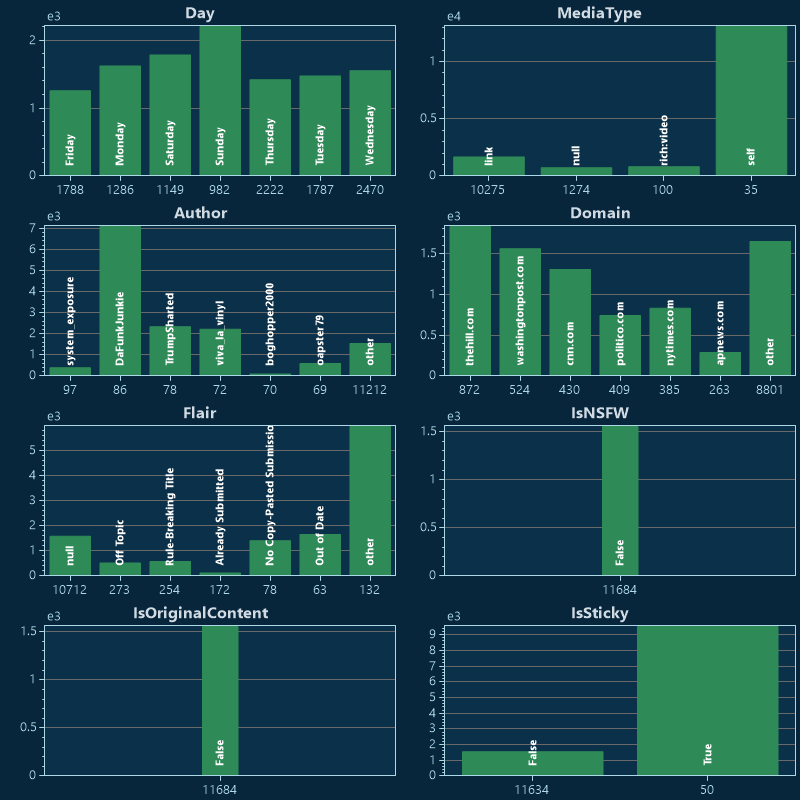 Day
e3
2
1
0
Friday
Monday
Saturday
Sunday
Thursday
Tuesday
Wednesday
1788 1286 1149 982 2222 1787 2470
MediaType
e4
1
0.5
0
link
null
rich:video
self
10275 1274 100 35
Author
e3
7
6
5
4
3
2
1
0
system_exposure
DaFunkJunkie
TrumpSharted
viva_la_vinyl
boghopper2000
oapster79
other
97 86 78 72 70 69 11212
Domain
e3
1.5
1
0.5
0
thehill.com
washingtonpost.com
cnn.com
politico.com
nytimes.com
apnews.com
other
872 524 430 409 385 263 8801
Flair
e3
5
4
3
2
1
0
null
Off Topic
Rule-Breaking Title
Already Submitted
No Copy-Pasted Submissio
Out of Date
other
10712 273 254 172 78 63 132
IsNSFW
e3
1.5
1
0.5
0
False
11684
IsOriginalContent
e3
1.5
1
0.5
0
False
11684
IsSticky
e3
9
8
7
6
5
4
3
2
1
0
False
True
11634 50